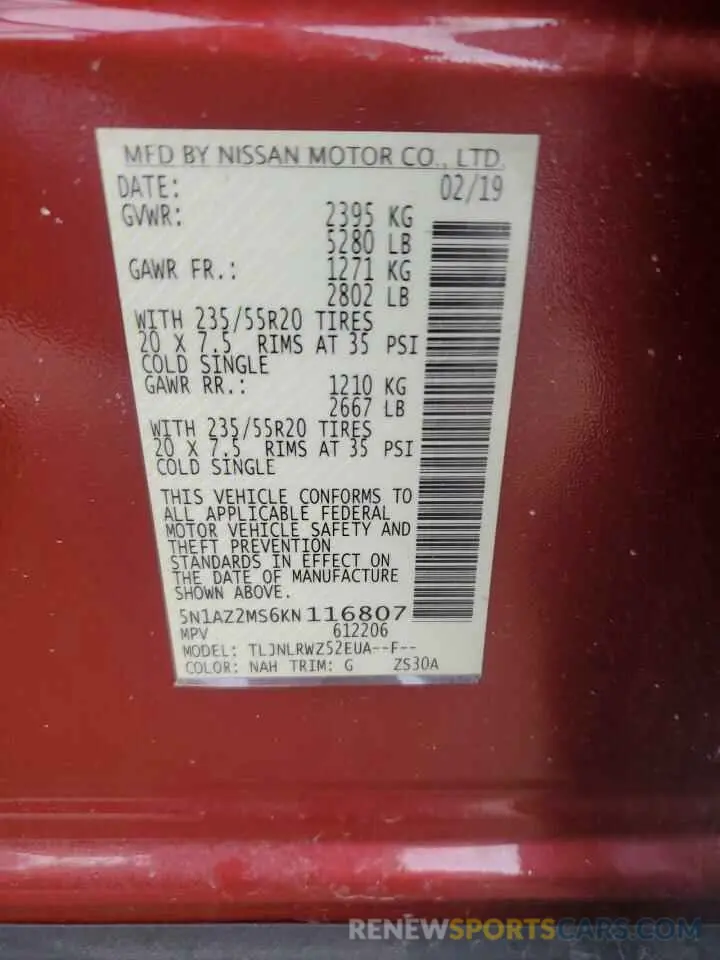 MFD BY NISSAN MOTOR CO., LTD.
DATE: 02/19
GVWR: 2395 KG
5280 LB
GAWR FR.: 1271 KG
2802 LB
WITH 235/55R20 TIRES
20 X 7.5 RIMS AT 35 PSI
COLD SINGLE
GAWR RR.: 1210 KG
2667 LB
WITH 235/55R20 TIRES
20 X 7.5 RIMS AT 35 PSI
COLD SINGLE
THIS VEHICLE CONFORMS TO
ALL APPLICABLE FEDERAL
MOTOR VEHICLE SAFETY AND
THEFT PREVENTION
STANDARDS IN EFFECT ON
THE DATE OF MANUFACTURE
SHOWN ABOVE.
5N1AZ2MS6KN116807
MPV 612206
MODEL: TLJNLRWZ52EUA--F--
COLOR: NAH TRIM: G ZS30A
RENEWSPORTSCARS.COM